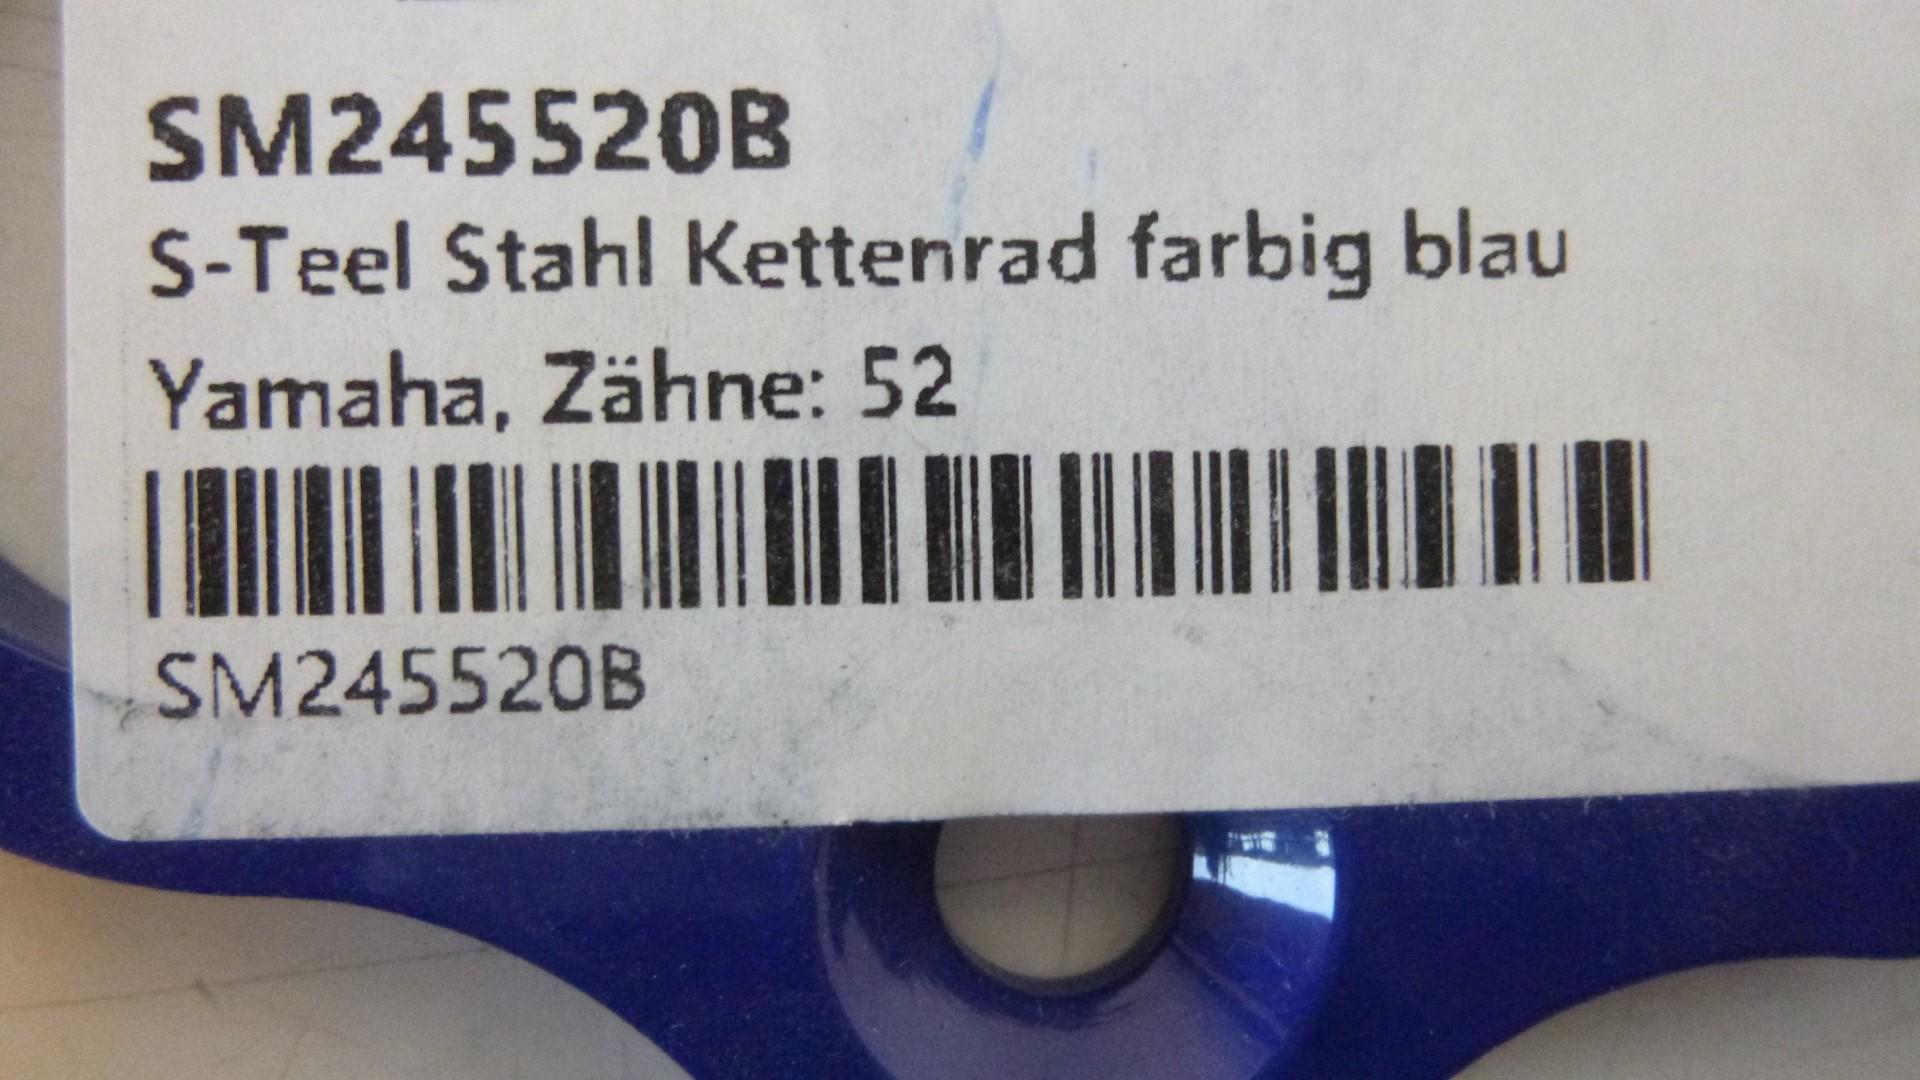 SM245520B
S-Teel Stahl Kettenrad farbig blau
Yamaha, Zähne: 52
SM245520B